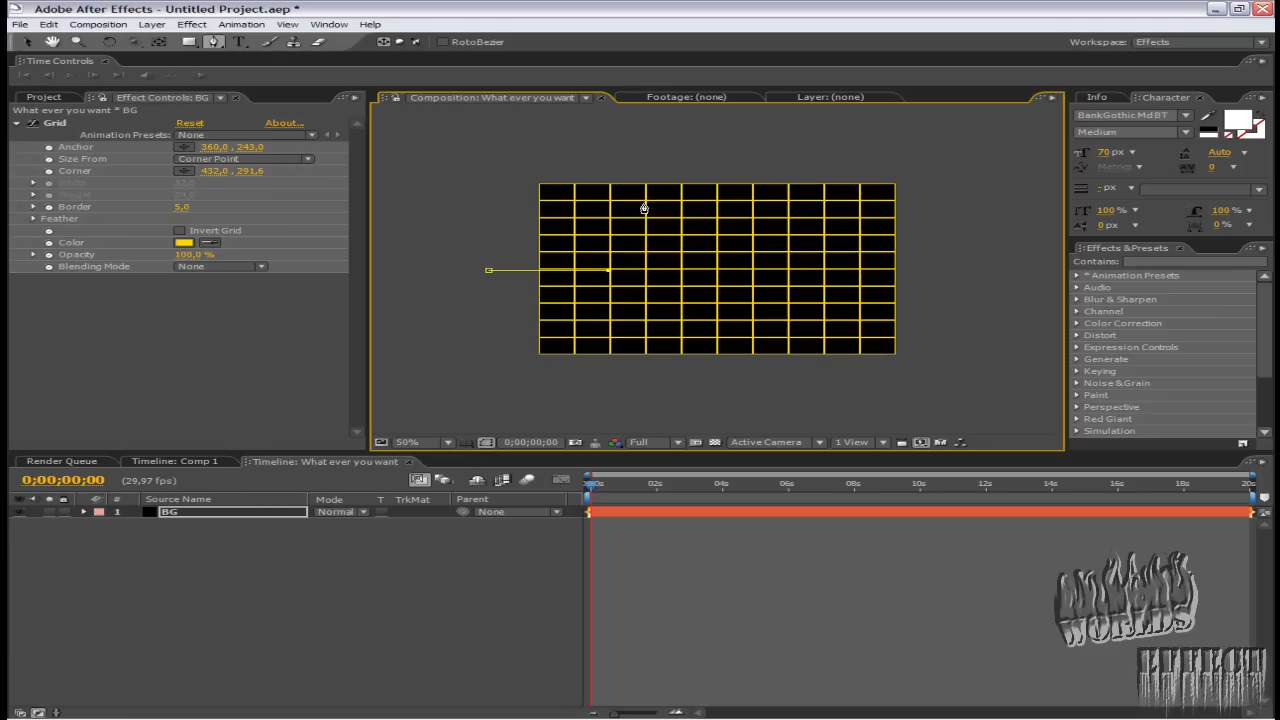 Adobe After Effects - Untitled Project.aep *
File Edit Composition Layer Effect Animation View Window Help
RotoBezier
Workspace: Effects
Time Controls
Project
Effect Controls: BG
What ever you want * BG
Grid Reset About...
Animation Presets: None
Anchor 360,0 , 243,0
Size From Corner Point
Corner 432,0 , 291,6
Border 5,0
Feather
Invert Grid
Color
Opacity 100,0 %
Blending Mode None
Composition: What ever you want
Footage: (none)
Layer: (none)
50% 0;00;00;00 Full Active Camera 1 View
Info Character
BankGothic Md BT
Medium
70 px Auto
Metrics 0
- px
100 % 100 %
0 px 0 %
Effects & Presets
Contains:
* Animation Presets
Audio
Blur & Sharpen
Channel
Color Correction
Distort
Expression Controls
Generate
Keying
Noise & Grain
Paint
Perspective
Red Giant
Simulation
Render Queue
Timeline: Comp 1
Timeline: What ever you want
0;00;00;00 (29,97 fps)
02s 04s 06s 08s 10s 12s 14s 16s 18s 20s
# Source Name Mode T TrkMat Parent
1 BG Normal None
WORLDS
EFFECT